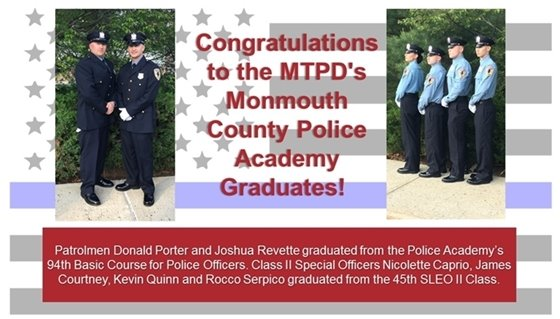 Congratulations
to the MTPD's
Monmouth
County Police
Academy
Graduates!
Patrolmen Donald Porter and Joshua Revette graduated from the Police Academy's
94th Basic Course for Police Officers. Class II Special Officers Nicolette Caprio, James
Courtney, Kevin Quinn and Rocco Serpico graduated from the 45th SLEO II Class.